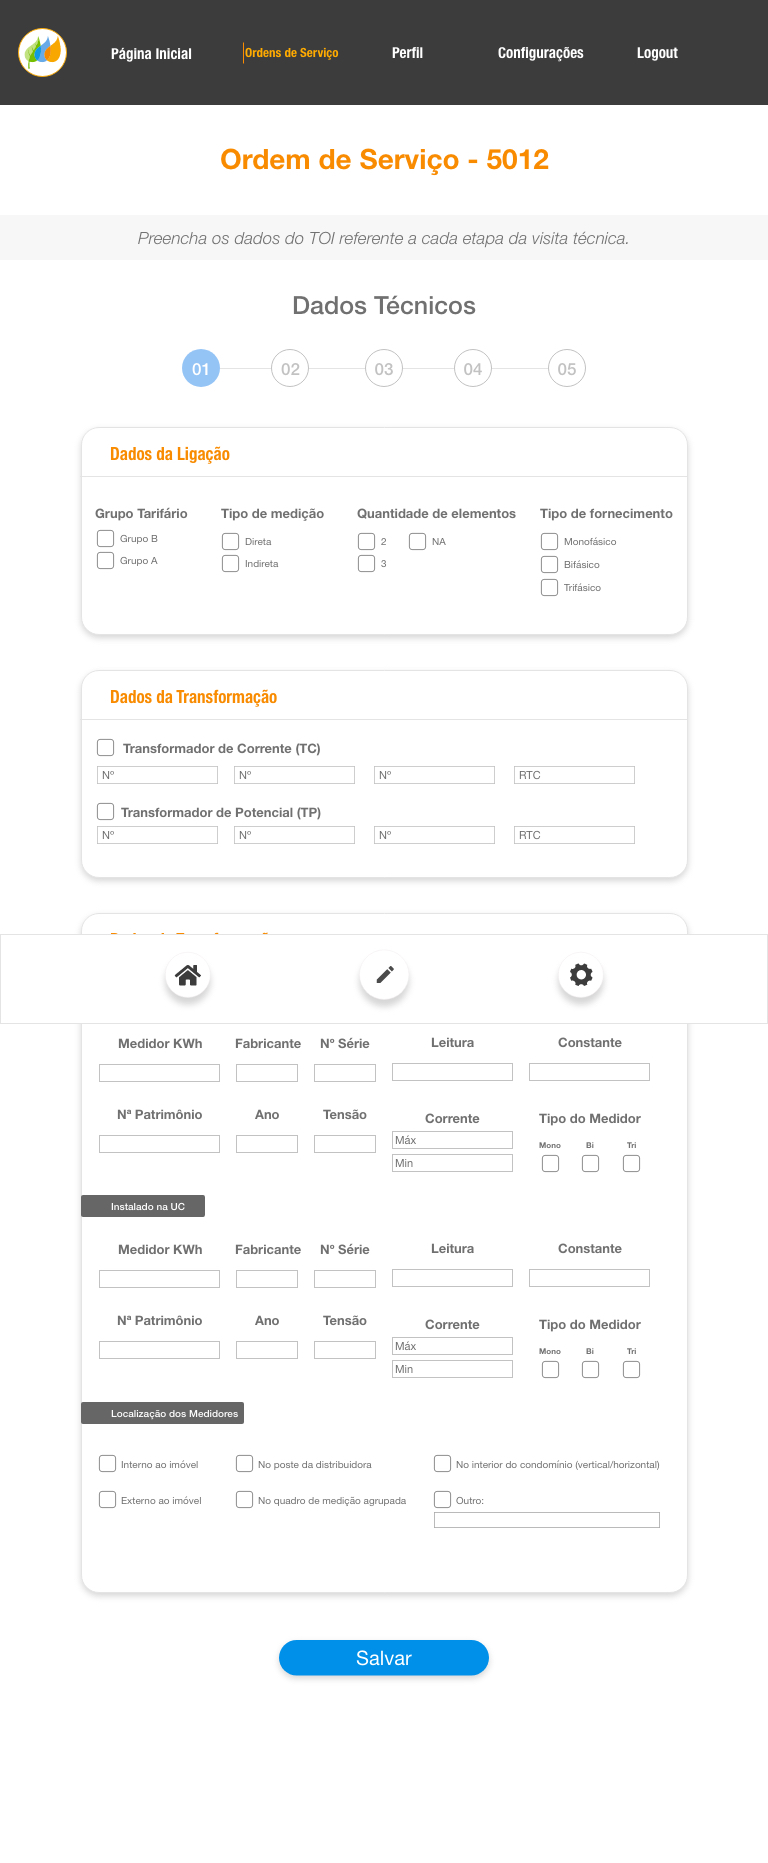 Página Inicial
Ordens de Serviço
Perfil
Configurações
Logout
Ordem de Serviço - 5012
Preencha os dados do TOI referente a cada etapa da visita técnica.
Dados Técnicos
01 02 03 04 05
Dados da Ligação
Grupo Tarifário Tipo de medição Quantidade de elementos Tipo de fornecimento
Grupo B Direta 2 NA Monofásico
Grupo A Indireta 3 Bifásico
Trifásico
Dados da Transformação
Transformador de Corrente (TC)
Nº Nº Nº RTC
Transformador de Potencial (TP)
Nº Nº Nº RTC
Medidor KWh Fabricante Nº Série Leitura Constante
Nª Patrimônio Ano Tensão Corrente Tipo do Medidor
Máx Mono Bi Tri
Min
Instalado na UC
Medidor KWh Fabricante Nº Série Leitura Constante
Nª Patrimônio Ano Tensão Corrente Tipo do Medidor
Máx Mono Bi Tri
Min
Localização dos Medidores
Interno ao imóvel No poste da distribuidora No interior do condomínio (vertical/horizontal)
Externo ao imóvel No quadro de medição agrupada Outro:
Salvar